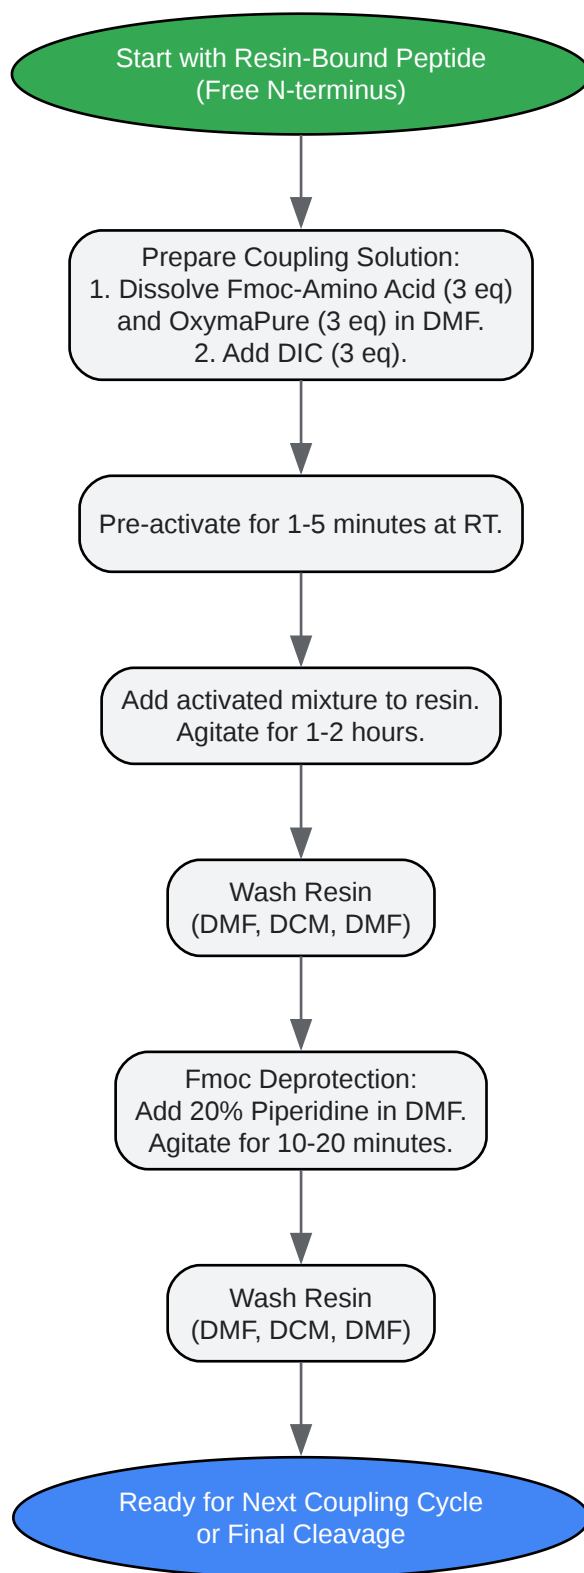 Start with Resin-Bound Peptide
(Free N-terminus)
Prepare Coupling Solution:
1. Dissolve Fmoc-Amino Acid (3 eq)
and OxymaPure (3 eq) in DMF.
2. Add DIC (3 eq).
Pre-activate for 1-5 minutes at RT.
Add activated mixture to resin.
Agitate for 1-2 hours.
Wash Resin
(DMF, DCM, DMF)
Fmoc Deprotection:
Add 20% Piperidine in DMF.
Agitate for 10-20 minutes.
Wash Resin
(DMF, DCM, DMF)
Ready for Next Coupling Cycle
or Final Cleavage